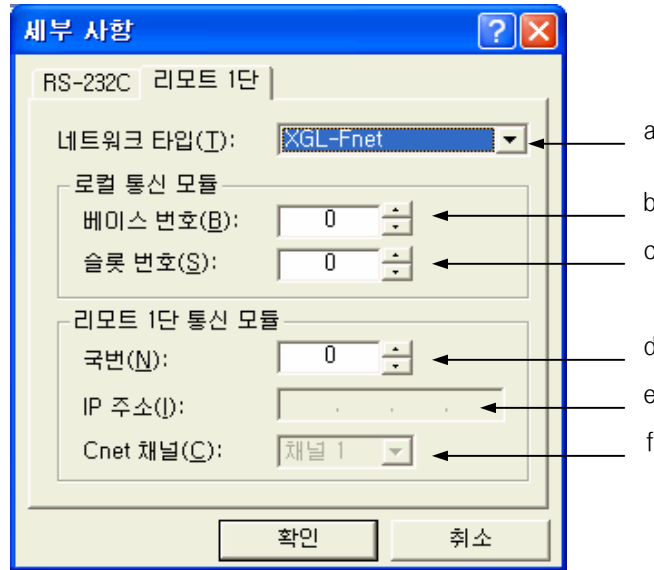 세부 사항
RS-232C 리모트 1단
네트워크 타입(T): XGL-Fnet a
로컬 통신 모듈
베이스 번호(B): 0 b
슬롯 번호(S): 0 c
리모트 1단 통신 모듈
국번(N): 0 d
IP 주소(I): . . . e
Cnet 채널(C): 채널 1 f
확인 취소